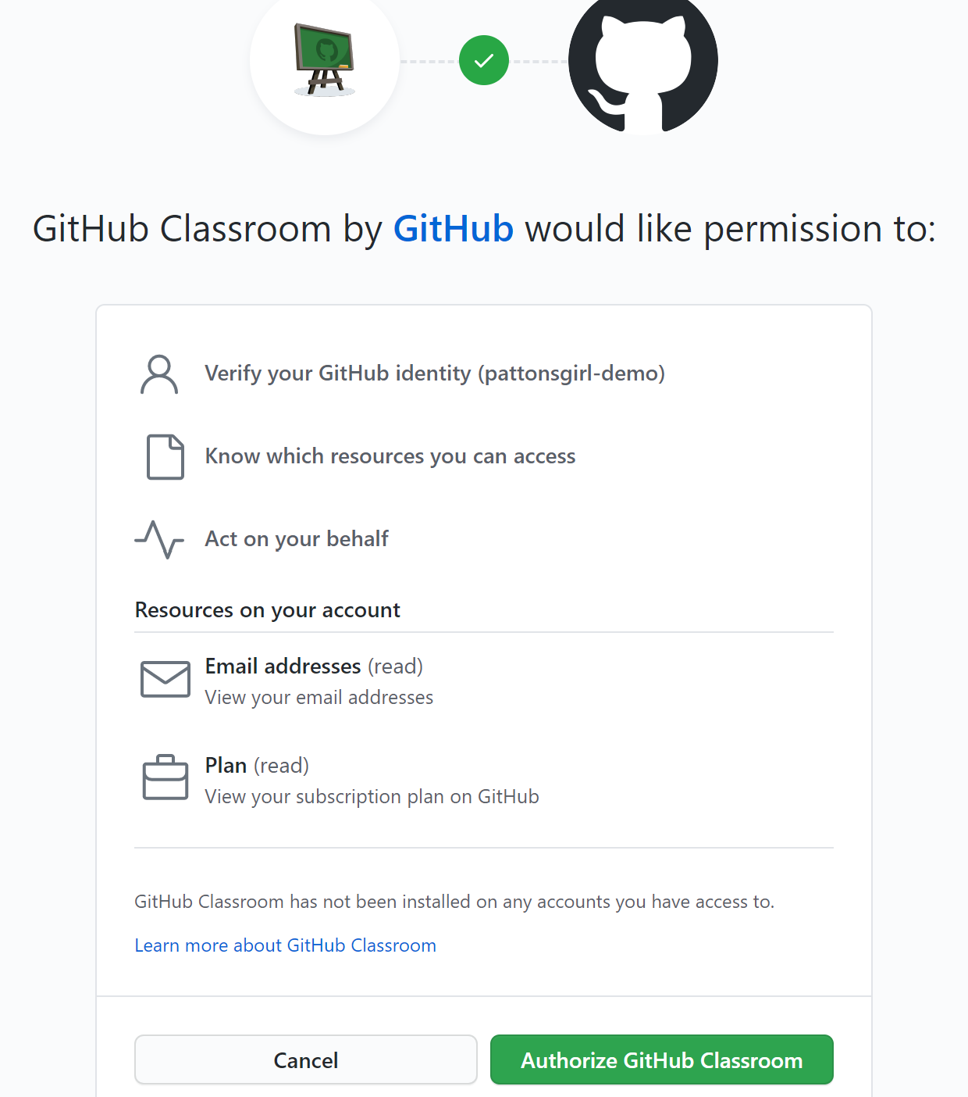 GitHub Classroom by GitHub would like permission to:
Verify your GitHub identity (pattonsgirl-demo)
Know which resources you can access
Act on your behalf
Resources on your account
Email addresses (read)
View your email addresses
Plan (read)
View your subscription plan on GitHub
GitHub Classroom has not been installed on any accounts you have access to.
Learn more about GitHub Classroom
Cancel
Authorize GitHub Classroom